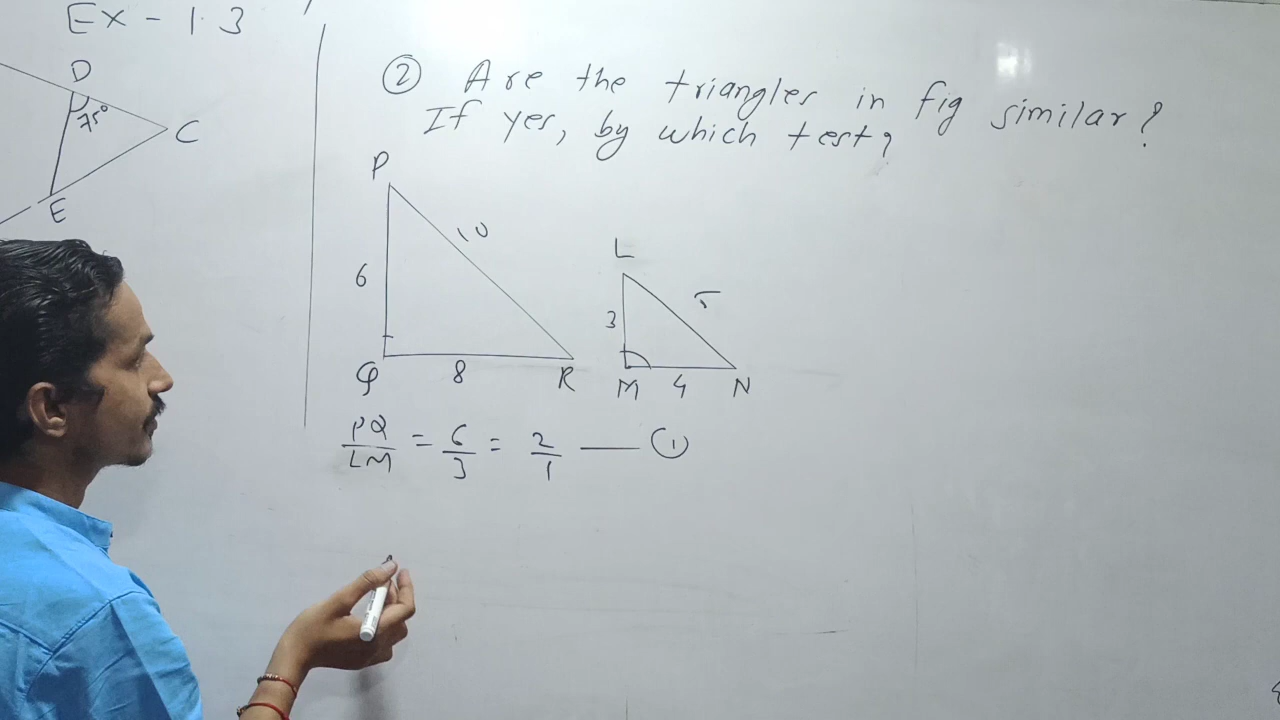 Ex - 1.3
D
75°
C
E
② Are the triangles in fig similar?
If yes, by which test?
P
10
6
Q
8
R
L
5
3
M
4
N
PQ/LM = 6/3 = 2/1 —— ①